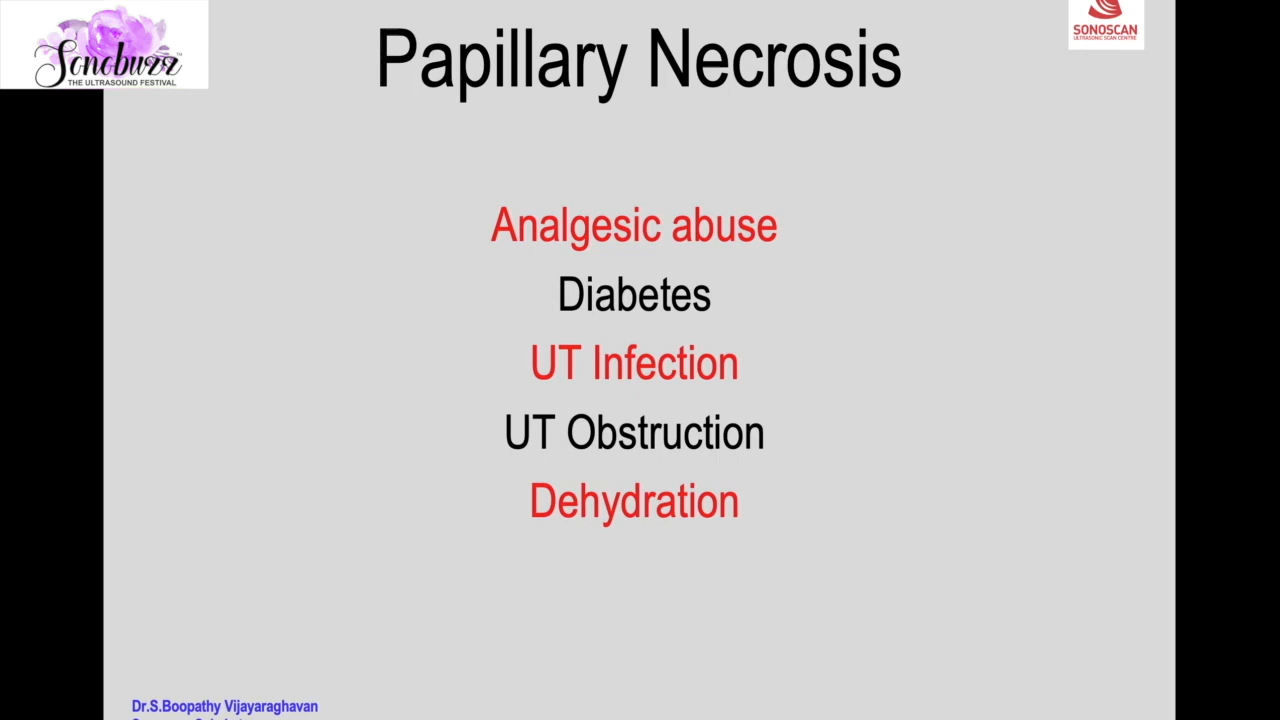 Sonobuzz
THE ULTRASOUND FESTIVAL
SONOSCAN
ULTRASONIC SCAN CENTRE
Papillary Necrosis
Analgesic abuse
Diabetes
UT Infection
UT Obstruction
Dehydration
Dr.S.Boopathy Vijayaraghavan